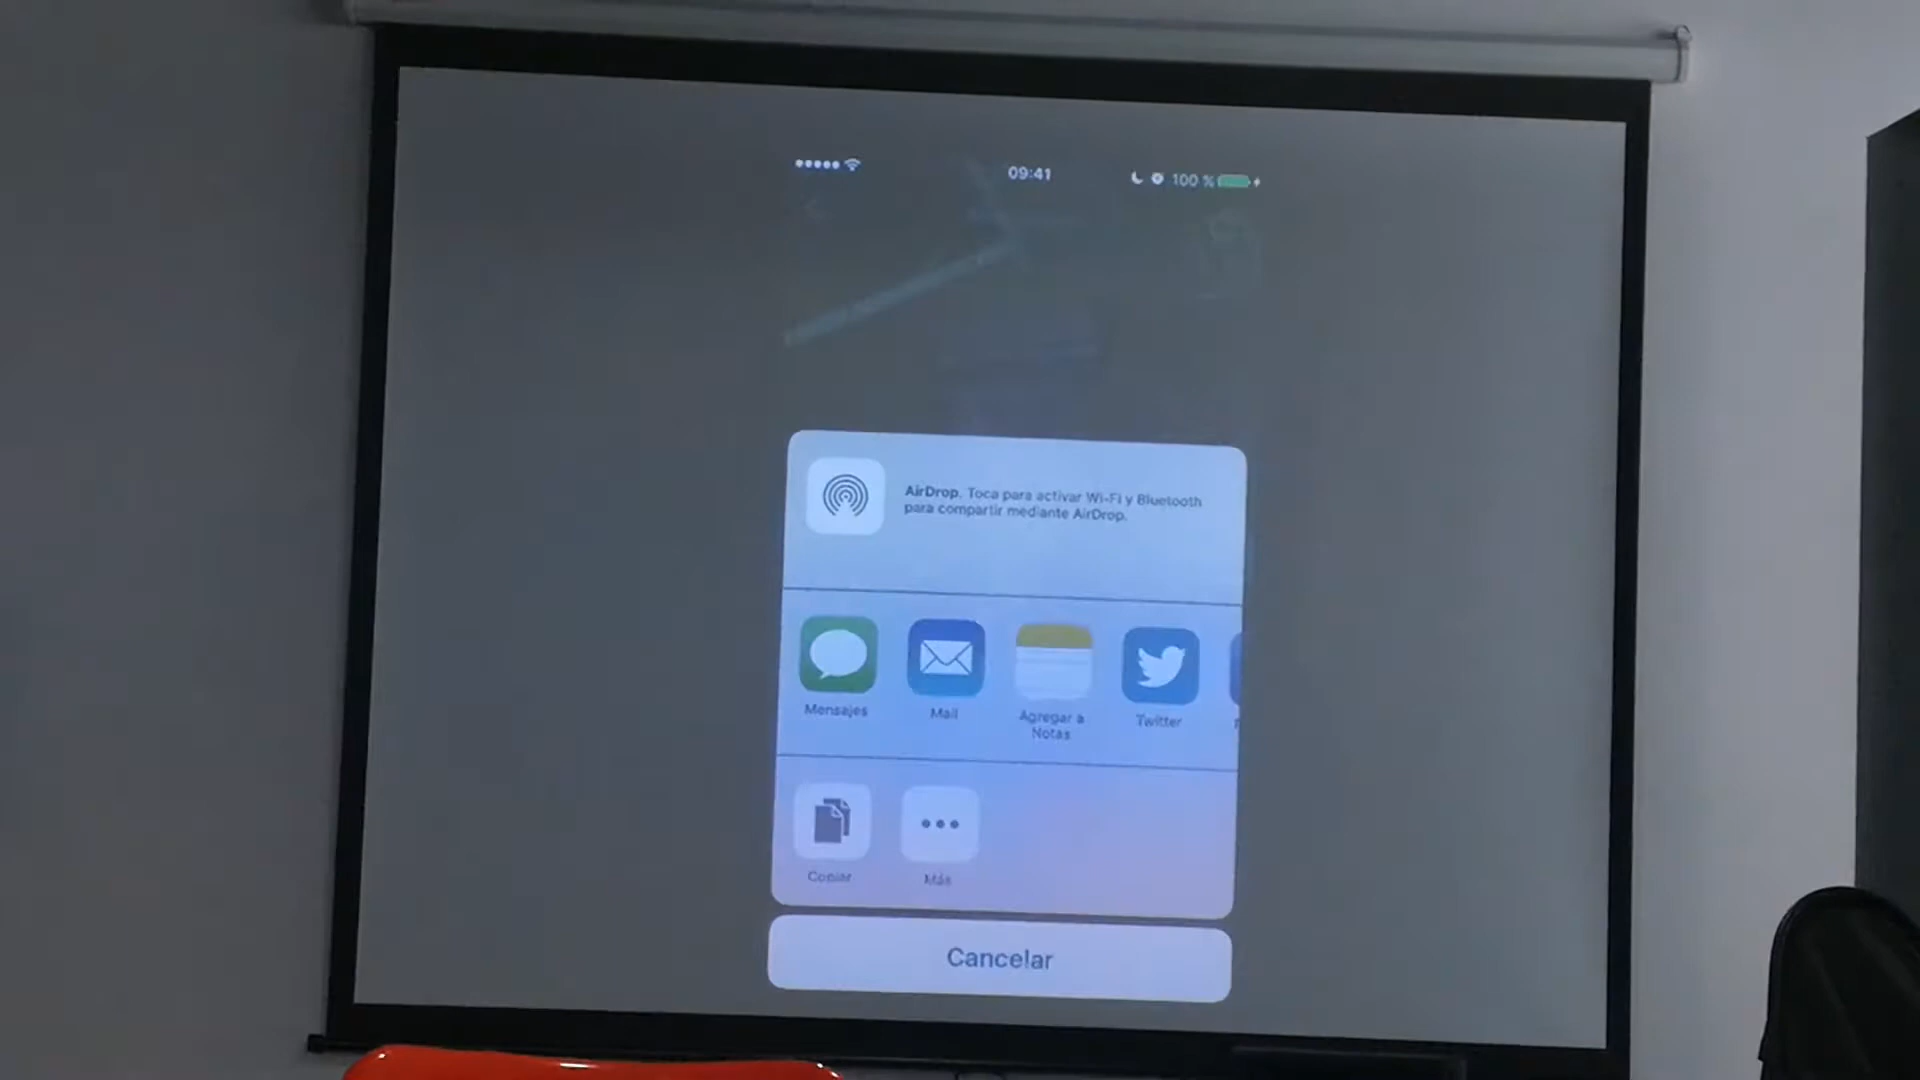 09:41
100 %
AirDrop. Toca para activar Wi-Fi y Bluetooth
para compartir mediante AirDrop.
Mensajes
Mail
Agregar a
Notas
Twitter
Copiar
Más
Cancelar